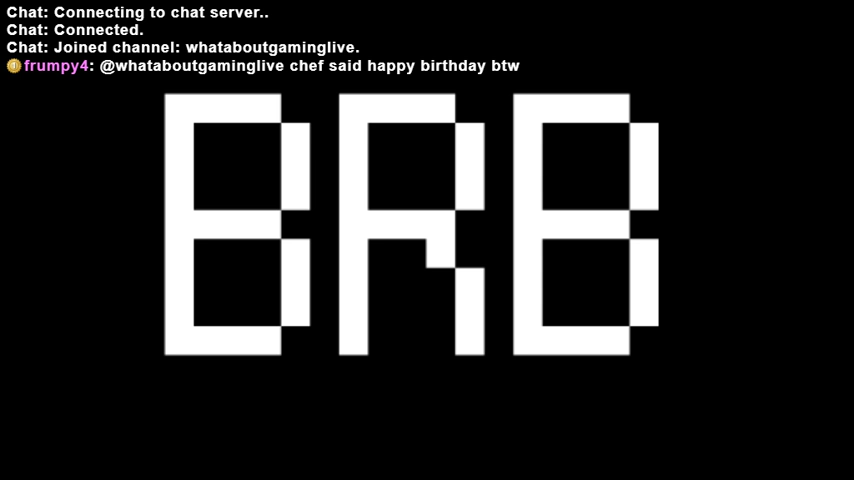 Chat: Connecting to chat server..
Chat: Connected.
Chat: Joined channel: whataboutgaminglive.
frumpy4: @whataboutgaminglive chef said happy birthday btw
BRB